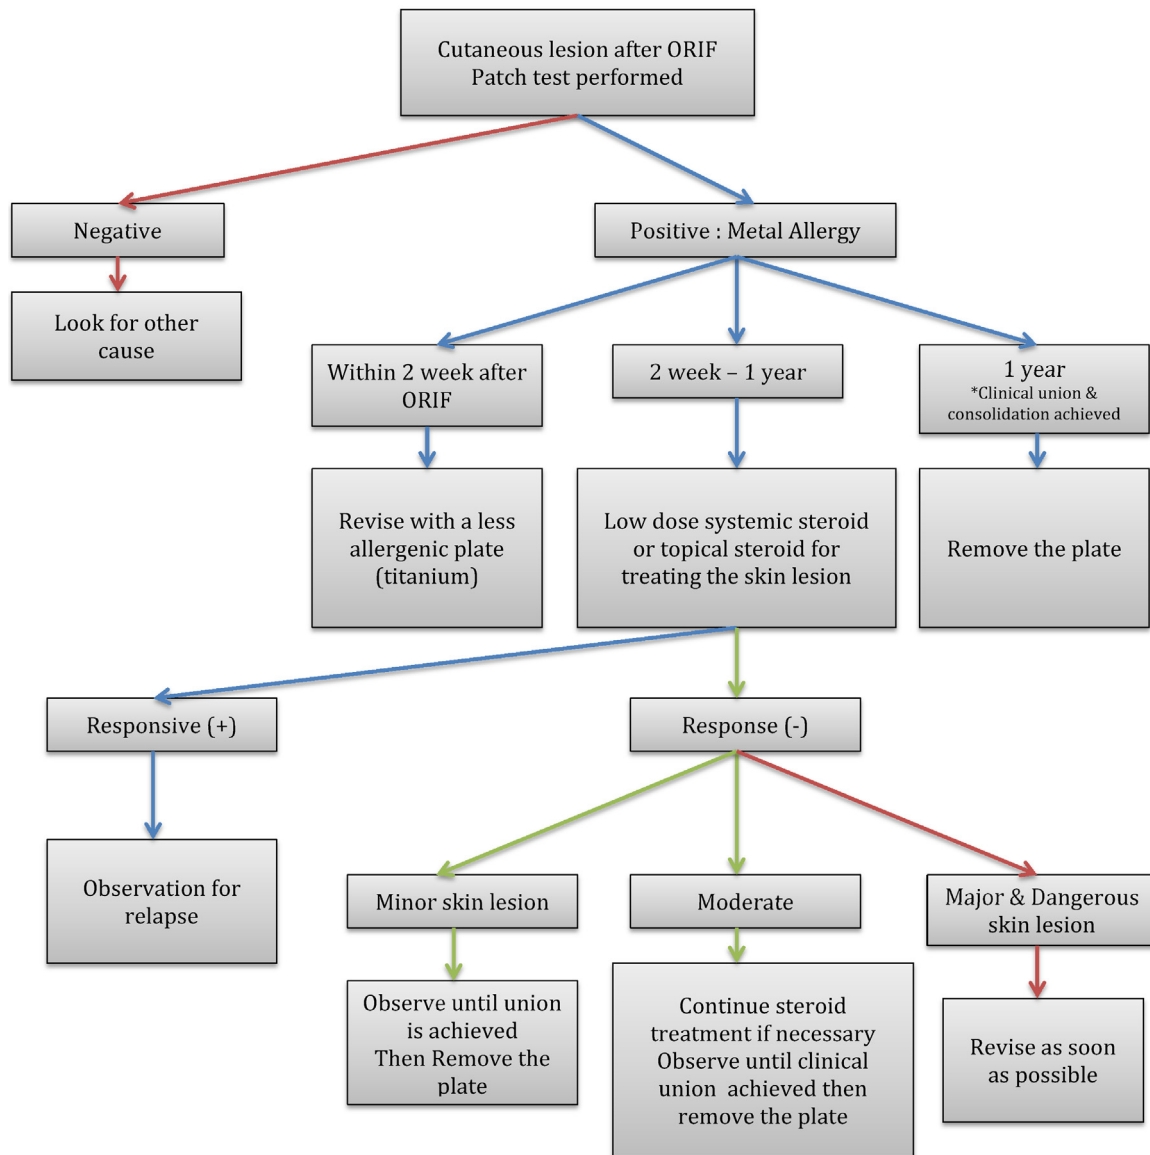 Cutaneous lesion after ORIF
Patch test performed
Negative
Positive : Metal Allergy
Look for other
cause
Within 2 week after
ORIF
2 week – 1 year
1 year
*Clinical union &
consolidation achieved
Revise with a less
allergenic plate
(titanium)
Low dose systemic steroid
or topical steroid for
treating the skin lesion
Remove the plate
Responsive (+)
Response (-)
Observation for
relapse
Minor skin lesion
Moderate
Major & Dangerous
skin lesion
Observe until union
is achieved
Then Remove the
plate
Continue steroid
treatment if necessary
Observe until clinical
union achieved then
remove the plate
Revise as soon
as possible